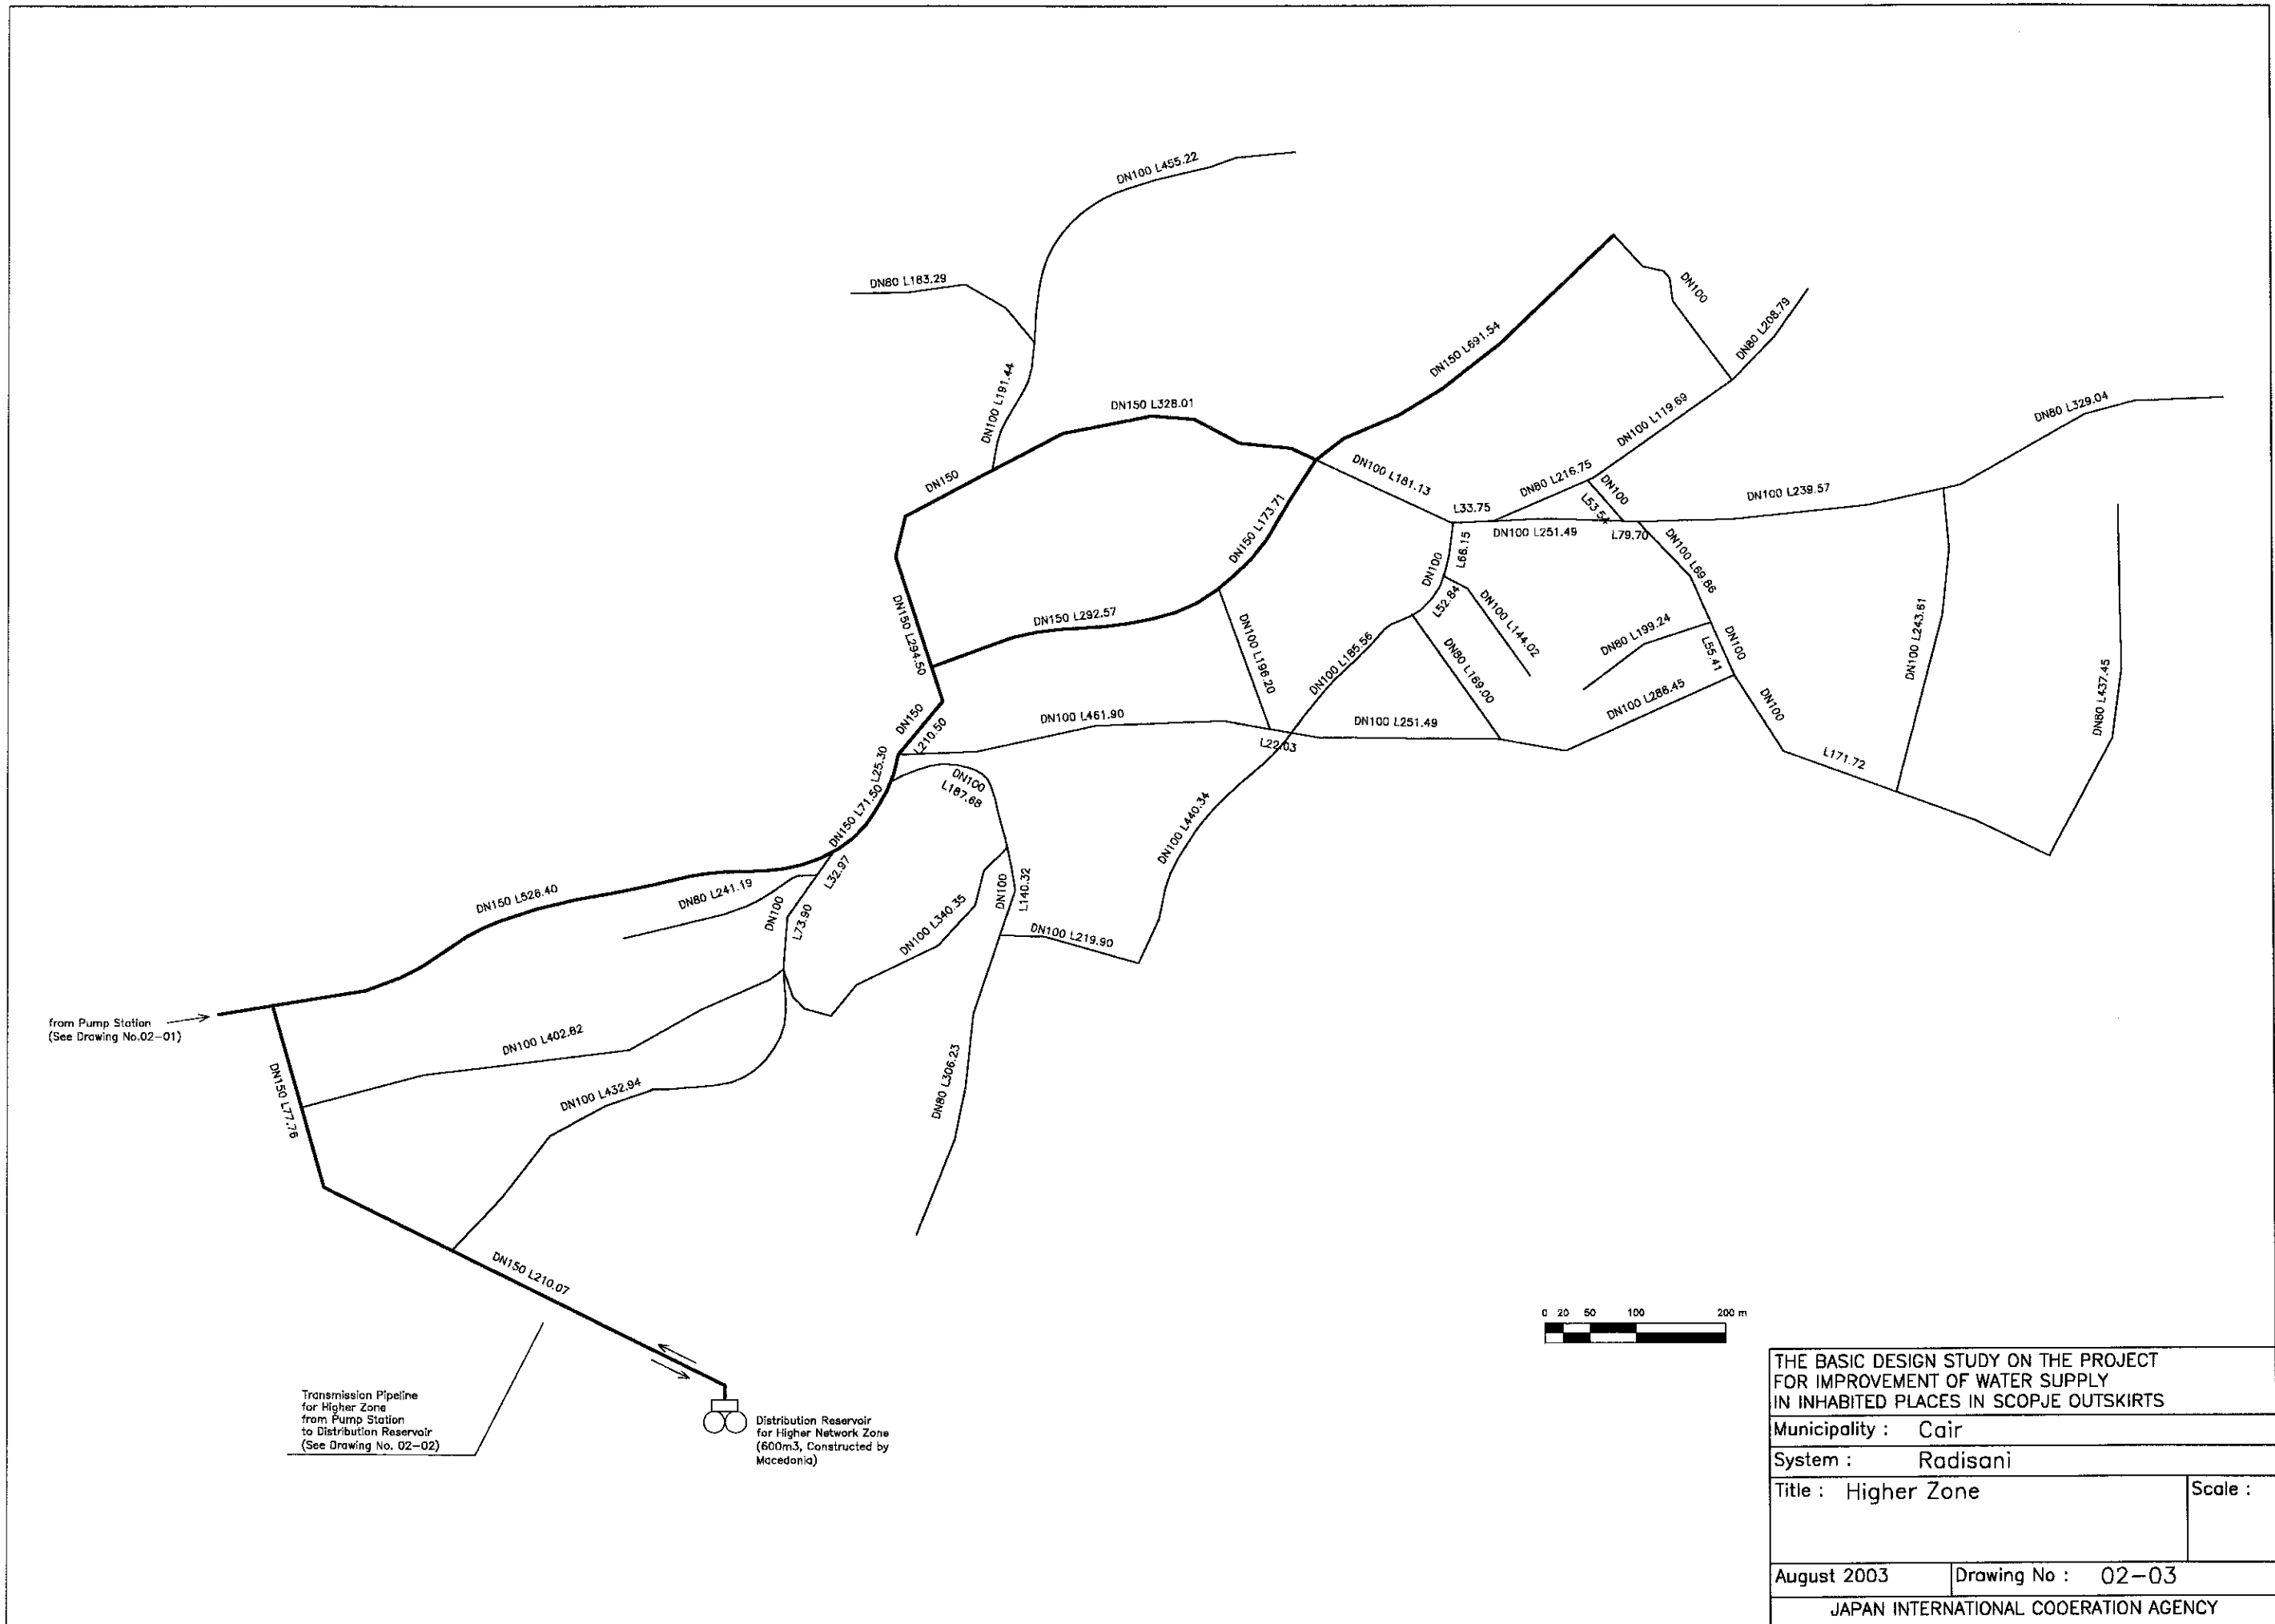 DN100 L455.22
DN80 L183.29
DN100 L191.44
DN150 L328.01
DN150
DN150 L691.54
DN100
DN80 L208.79
DN100 L119.69
DN80 L329.04
DN100 L181.13
DN80 L216.75
DN100
L53.54
DN100 L239.57
L33.75
DN100 L251.49
L79.70
DN100 L69.86
DN150 L173.71
DN100
L66.15
L52.84
DN100 L144.02
DN150 L294.50
DN150 L292.57
DN100 L196.20
DN100 L185.56
DN80 L169.00
DN80 L199.24
L55.41
DN100
DN100 L286.45
DN100
DN100 L243.61
DN80 L437.45
DN150
L210.50
DN100 L461.90
L22.03
DN100 L251.49
L171.72
L25.30
DN150 L71.50
DN100
L187.68
DN100 L440.34
DN150 L526.40
DN80 L241.19
L32.97
DN100
L73.90
DN100 L340.35
DN100
L140.32
DN100 L219.90
from Pump Station
(See Drawing No.02-01)
DN100 L402.82
DN150 L77.76
DN100 L432.94
DN80 L306.23
DN150 L210.07
Transmission Pipeline
for Higher Zone
from Pump Station
to Distribution Reservoir
(See Drawing No. 02-02)
Distribution Reservoir
for Higher Network Zone
(600m3, Constructed by
Macedonia)
0 20 50 100 200 m
THE BASIC DESIGN STUDY ON THE PROJECT
FOR IMPROVEMENT OF WATER SUPPLY
IN INHABITED PLACES IN SCOPJE OUTSKIRTS
Municipality : Cair
System : Radisani
Title : Higher Zone Scale :
August 2003 Drawing No : 02-03
JAPAN INTERNATIONAL COOERATION AGENCY